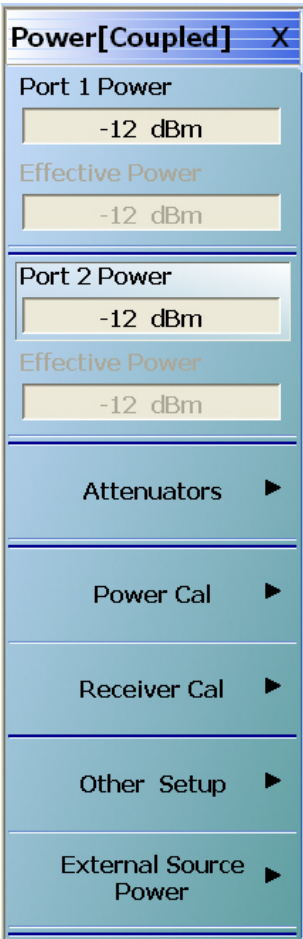 Power[Coupled] X
Port 1 Power
-12 dBm
Effective Power
-12 dBm
Port 2 Power
-12 dBm
Effective Power
-12 dBm
Attenuators
Power Cal
Receiver Cal
Other Setup
External Source
Power